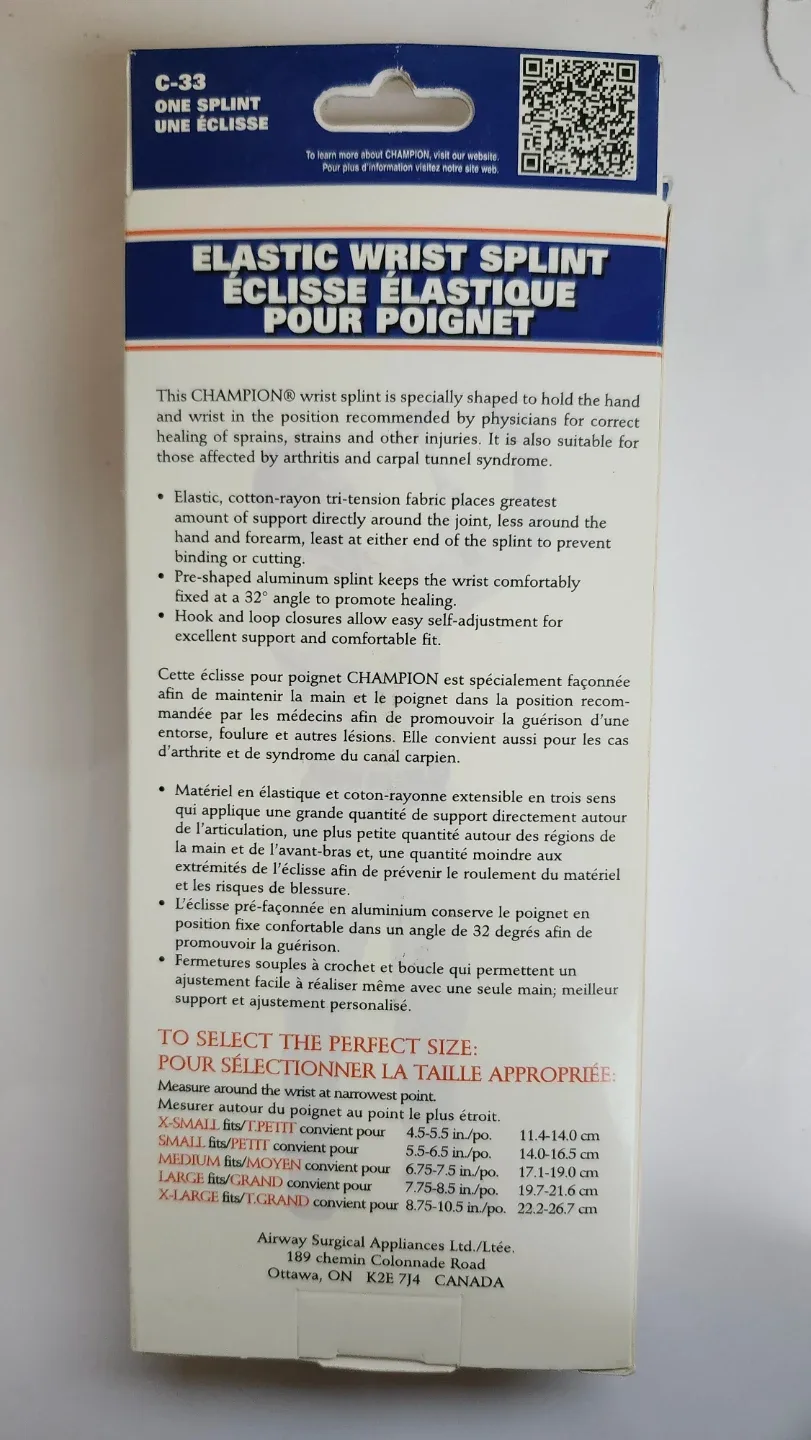 C-33
ONE SPLINT
UNE ÉCLISSE
To learn more about CHAMPION, visit our website.
Pour plus d'information visitez notre site web.
ELASTIC WRIST SPLINT
ÉCLISSE ÉLASTIQUE
POUR POIGNET
This CHAMPION® wrist splint is specially shaped to hold the hand
and wrist in the position recommended by physicians for correct
healing of sprains, strains and other injuries. It is also suitable for
those affected by arthritis and carpal tunnel syndrome.
• Elastic, cotton-rayon tri-tension fabric places greatest
amount of support directly around the joint, less around the
hand and forearm, least at either end of the splint to prevent
binding or cutting.
• Pre-shaped aluminum splint keeps the wrist comfortably
fixed at a 32° angle to promote healing.
• Hook and loop closures allow easy self-adjustment for
excellent support and comfortable fit.
Cette éclisse pour poignet CHAMPION est spécialement façonnée
afin de maintenir la main et le poignet dans la position recom-
mandée par les médecins afin de promouvoir la guérison d'une
entorse, foulure et autres lésions. Elle convient aussi pour les cas
d'arthrite et de syndrome du canal carpien.
• Matériel en élastique et coton-rayonne extensible en trois sens
qui applique une grande quantité de support directement autour
de l'articulation, une plus petite quantité autour des régions de
la main et de l'avant-bras et, une quantité moindre aux
extrémités de l'éclisse afin de prévenir le roulement du matériel
et les risques de blessure.
• L'éclisse pré-façonnée en aluminium conserve le poignet en
position fixe confortable dans un angle de 32 degrés afin de
promouvoir la guérison.
• Fermetures souples à crochet et boucle qui permettent un
ajustement facile à réaliser même avec une seule main; meilleur
support et ajustement personalisé.
TO SELECT THE PERFECT SIZE:
POUR SÉLECTIONNER LA TAILLE APPROPRIÉE:
Measure around the wrist at narrowest point.
Mesurer autour du poignet au point le plus étroit.
X-SMALL fits/T.PETIT convient pour 4.5-5.5 in./po. 11.4-14.0 cm
SMALL fits/PETIT convient pour 5.5-6.5 in./po. 14.0-16.5 cm
MEDIUM fits/MOYEN convient pour 6.75-7.5 in./po. 17.1-19.0 cm
LARGE fits/GRAND convient pour 7.75-8.5 in./po. 19.7-21.6 cm
X-LARGE fits/T.GRAND convient pour 8.75-10.5 in./po. 22.2-26.7 cm
Airway Surgical Appliances Ltd./Ltée.
189 chemin Colonnade Road
Ottawa, ON K2E 7J4 CANADA